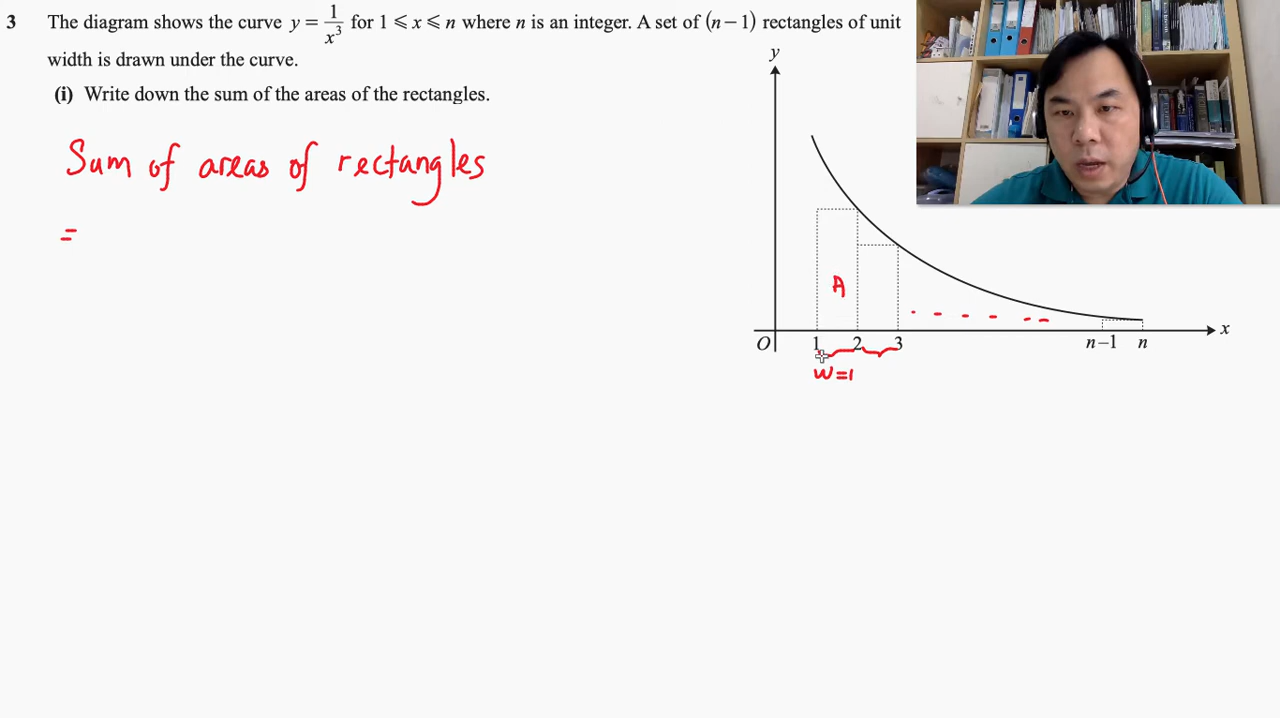 3 The diagram shows the curve y = 1/x³ for 1 ⩽ x ⩽ n where n is an integer. A set of (n − 1) rectangles of unit
width is drawn under the curve.
(i) Write down the sum of the areas of the rectangles.
Sum of areas of rectangles
=
y
A
O 1 2 3 n−1 n x
W=1